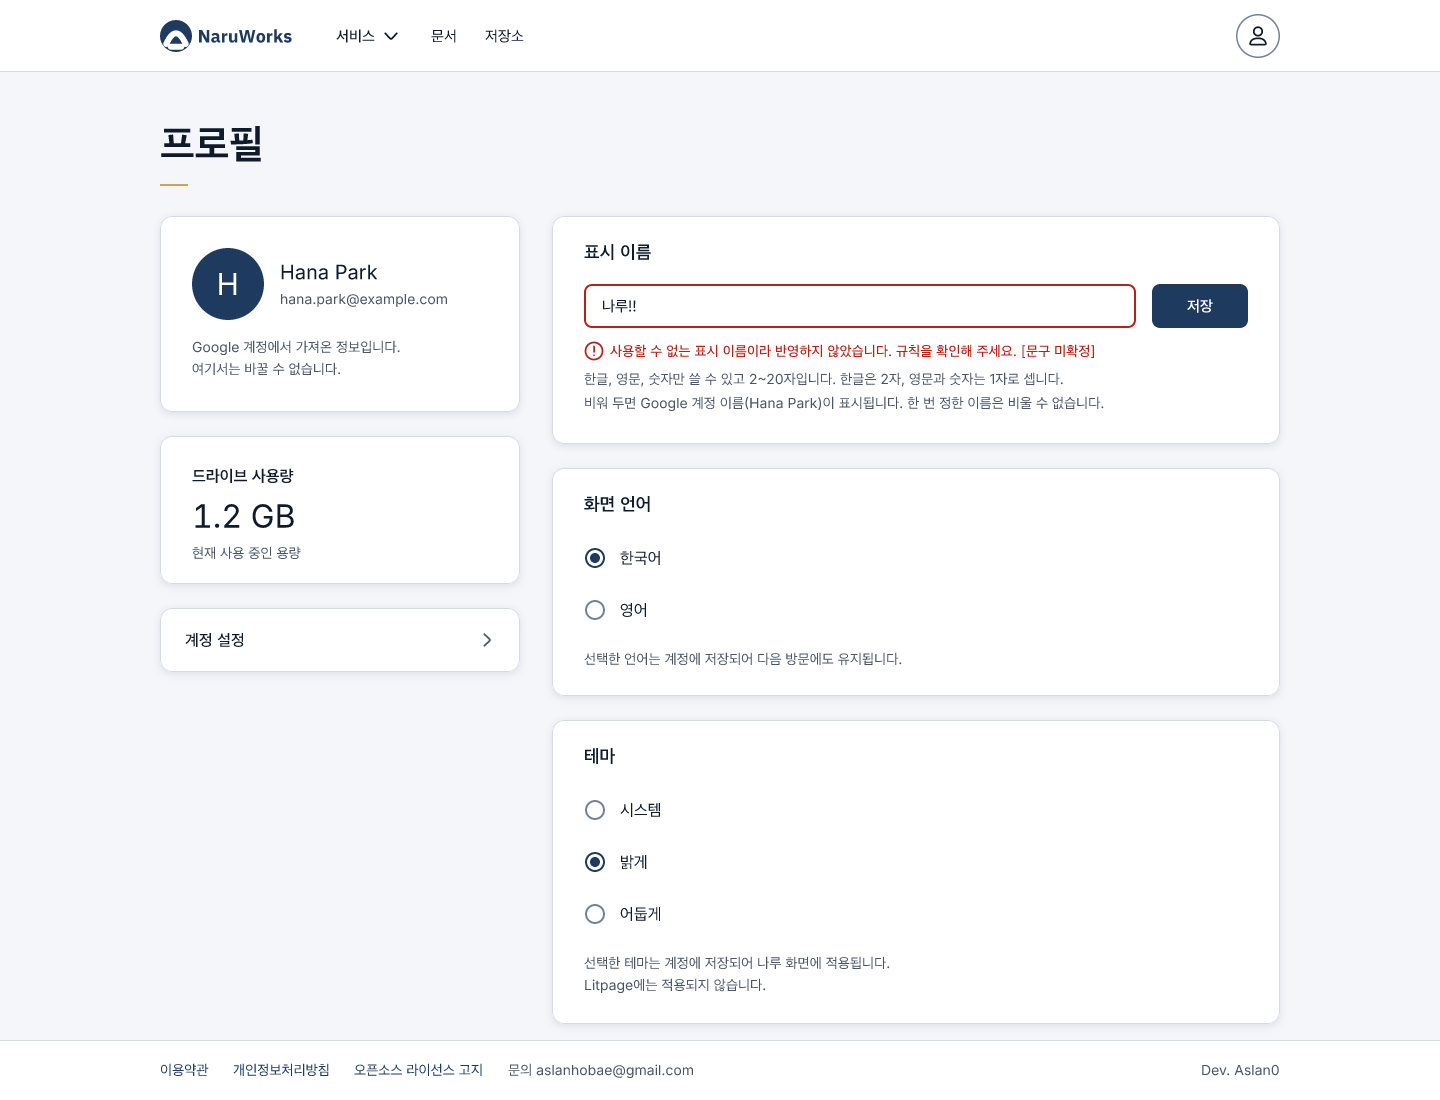 NaruWorks
서비스
문서
저장소
프로필
H
Hana Park
hana.park@example.com
Google 계정에서 가져온 정보입니다.
여기서는 바꿀 수 없습니다.
드라이브 사용량
1.2 GB
현재 사용 중인 용량
계정 설정
표시 이름
나루!!
저장
사용할 수 없는 표시 이름이라 반영하지 않았습니다. 규칙을 확인해 주세요. [문구 미확정]
한글, 영문, 숫자만 쓸 수 있고 2~20자입니다. 한글은 2자, 영문과 숫자는 1자로 셉니다.
비워 두면 Google 계정 이름(Hana Park)이 표시됩니다. 한 번 정한 이름은 비울 수 없습니다.
화면 언어
한국어
영어
선택한 언어는 계정에 저장되어 다음 방문에도 유지됩니다.
테마
시스템
밝게
어둡게
선택한 테마는 계정에 저장되어 나루 화면에 적용됩니다.
Litpage에는 적용되지 않습니다.
이용약관
개인정보처리방침
오픈소스 라이선스 고지
문의 aslanhobae@gmail.com
Dev. Aslan0